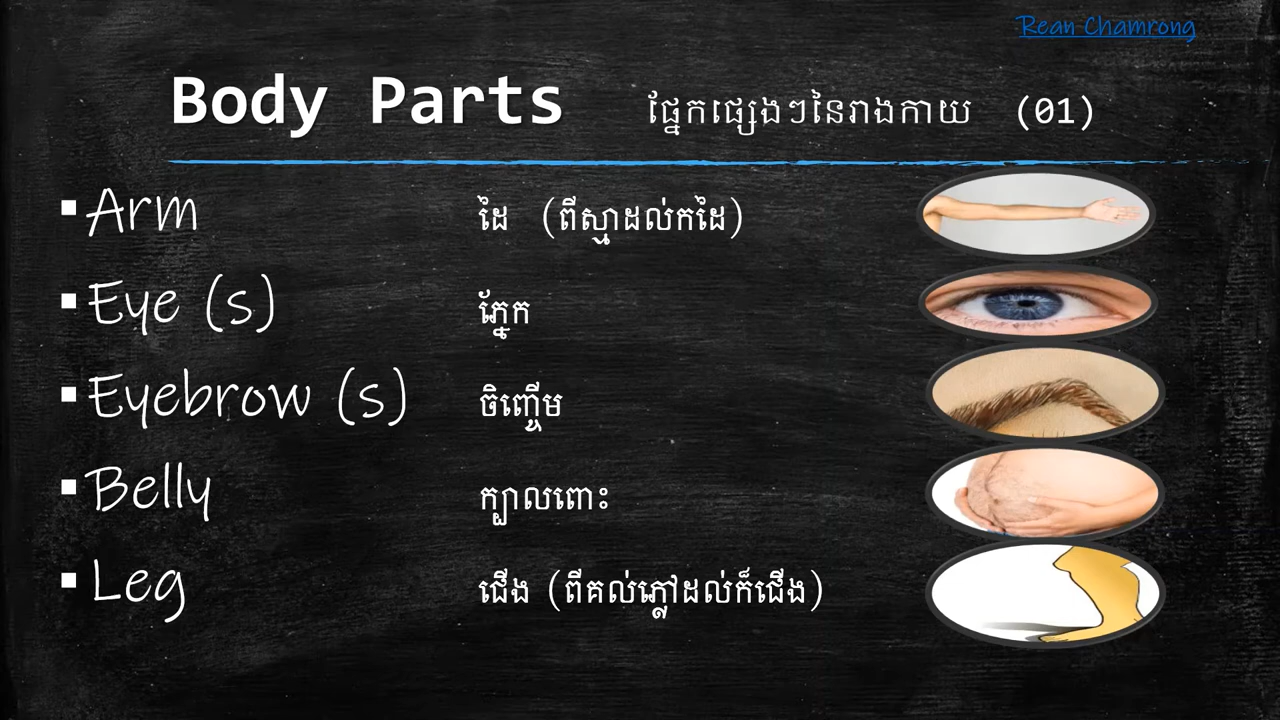 Rean Chamrong
Body Parts ផ្នែកផ្សេងៗនៃរាងកាយ (01)
Arm ដៃ (ពីស្មាដល់កដៃ)
Eye (s) ភ្នែក
Eyebrow (s) ចិញ្ចើម
Belly ក្បាលពោះ
Leg ជើង (ពីគល់ភ្លៅដល់ក៏ជើង)